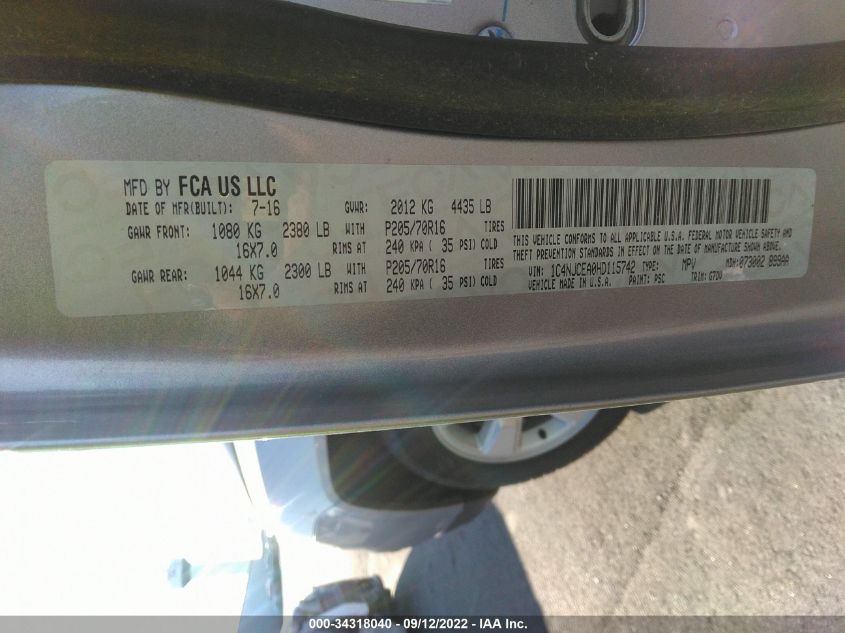 MFD BY FCA US LLC
DATE OF MFR(BUILT): 7-16 GVWR: 2012 KG 4435 LB
GAWR FRONT: 1080 KG 2380 LB WITH P205/70R16 TIRES
16X7.0 RIMS AT 240 KPA ( 35 PSI) COLD
GAWR REAR: 1044 KG 2300 LB WITH P205/70R16 TIRES
16X7.0 RIMS AT 240 KPA ( 35 PSI) COLD
THIS VEHICLE CONFORMS TO ALL APPLICABLE U.S.A. FEDERAL MOTOR VEHICLE SAFETY AND
THEFT PREVENTION STANDARDS IN EFFECT ON THE DATE OF MANUFACTURE SHOWN ABOVE.
VIN: 1C4NJCEA0HD115742 TYPE: MPV MDH: 073002 
VEHICLE MADE IN U.S.A. PAINT: PSC TRIM:
000-34318040 - 09/12/2022 - IAA Inc.